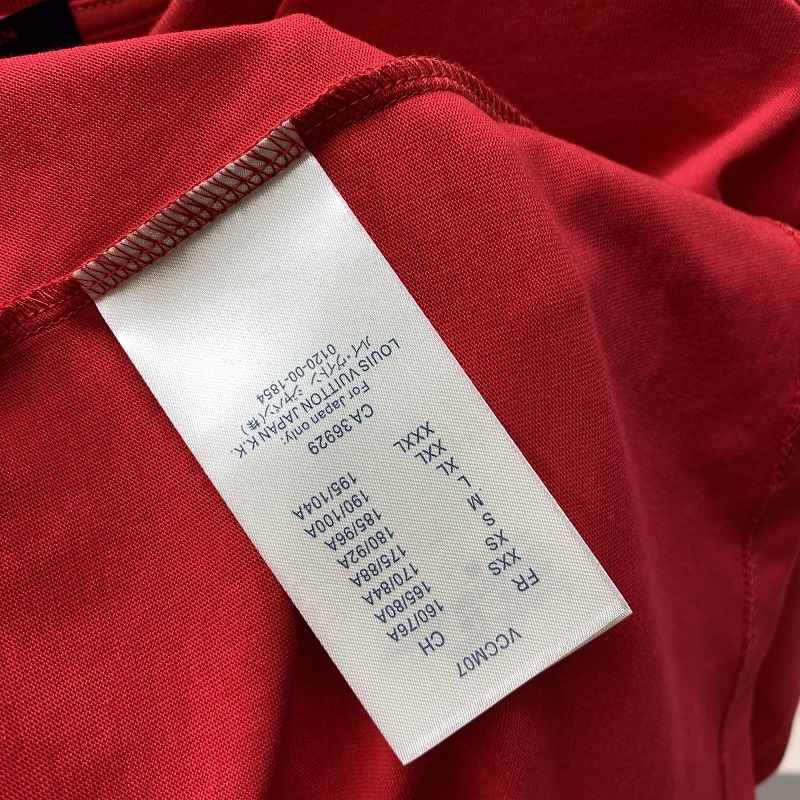 VCCM07
FR CH
XXS 160/76A
XS 165/80A
S 170/84A
M 175/88A
L 180/92A
XL 185/96A
XXL 190/100A
XXXL 195/104A
CA 36929
For Japan only.
LOUIS VUITTON JAPAN K.K.
ルイ・ヴィトン ジャパン(株)
0120-00-1854